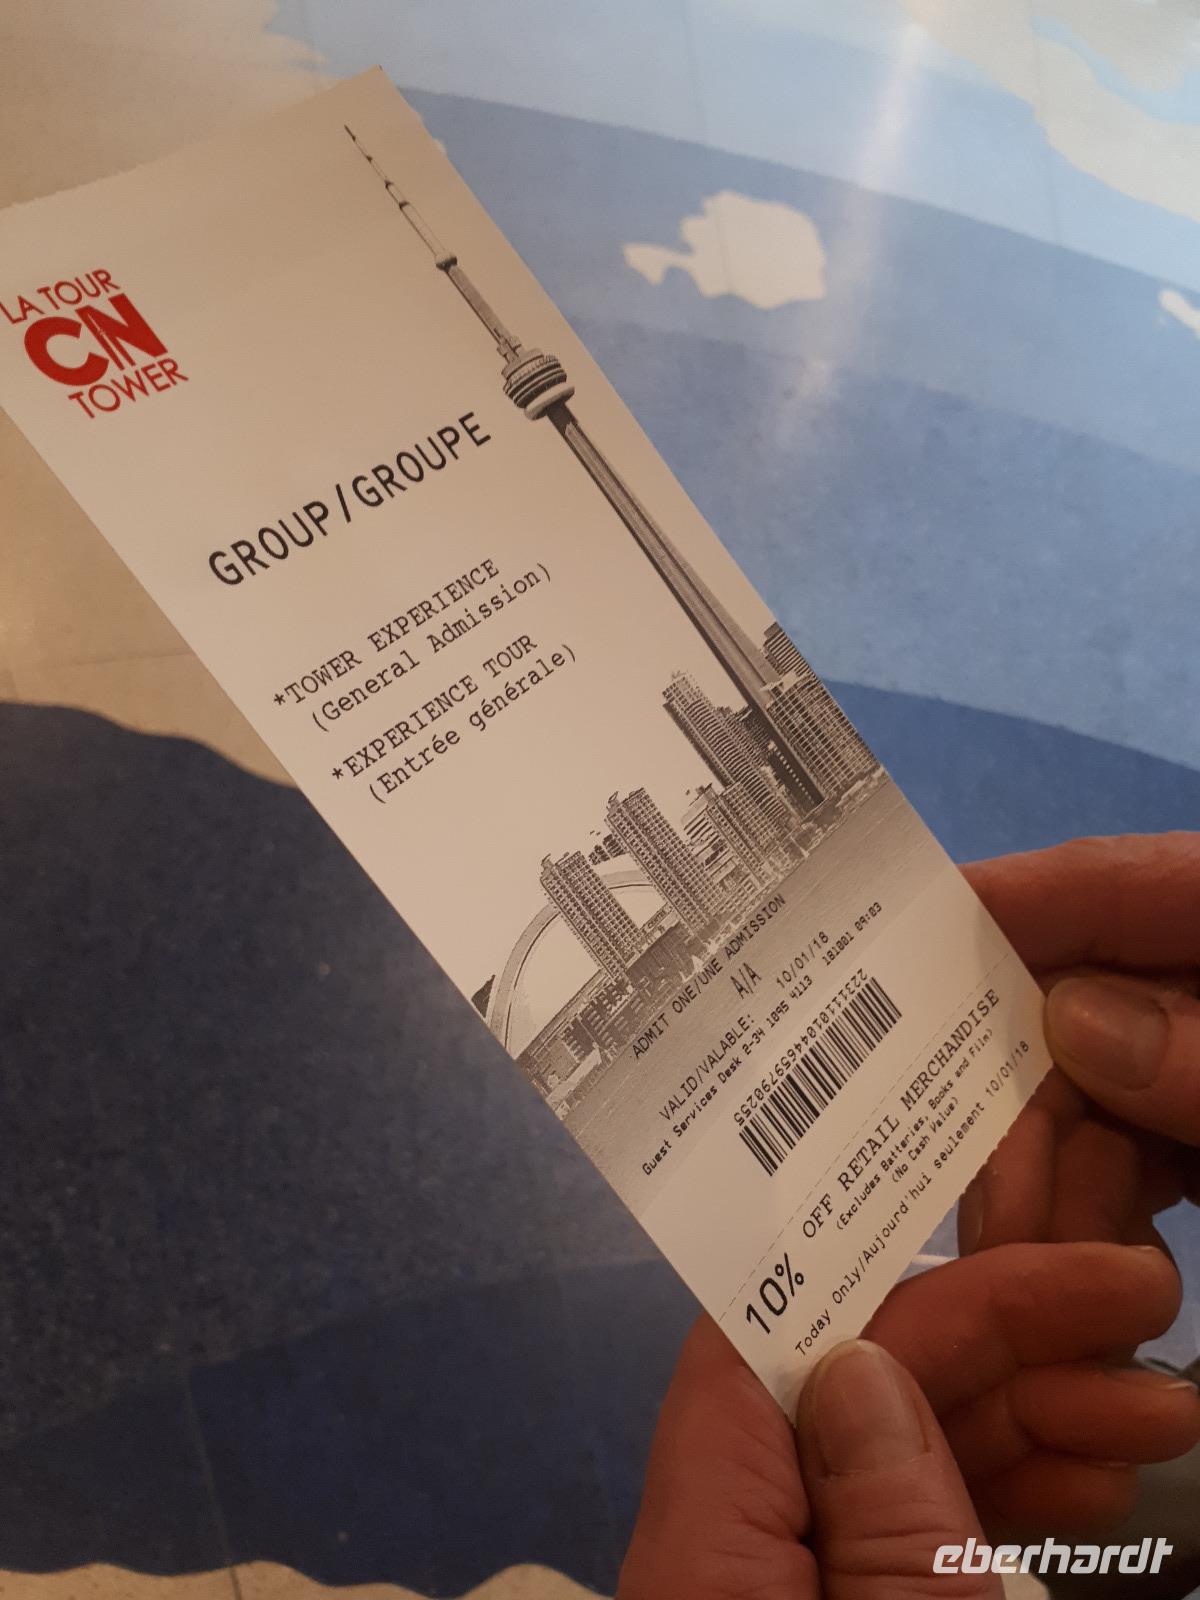 LA TOUR
CN
TOWER
GROUP/GROUPE
*TOWER EXPERIENCE
(General Admission)
*EXPERIENCE TOUR
(Entrée générale)
ADMIT ONE/UNE ADMISSION
A/A
VALID/VALABLE: 10/01/18
Guest Services Desk 2-34 1095 4113 181001 09:03
223111101044659790255
10% OFF RETAIL MERCHANDISE
(Excludes Batteries, Books and Film)
(No Cash Value)
Today Only/Aujourd'hui seulement 10/01/18
eberhardt